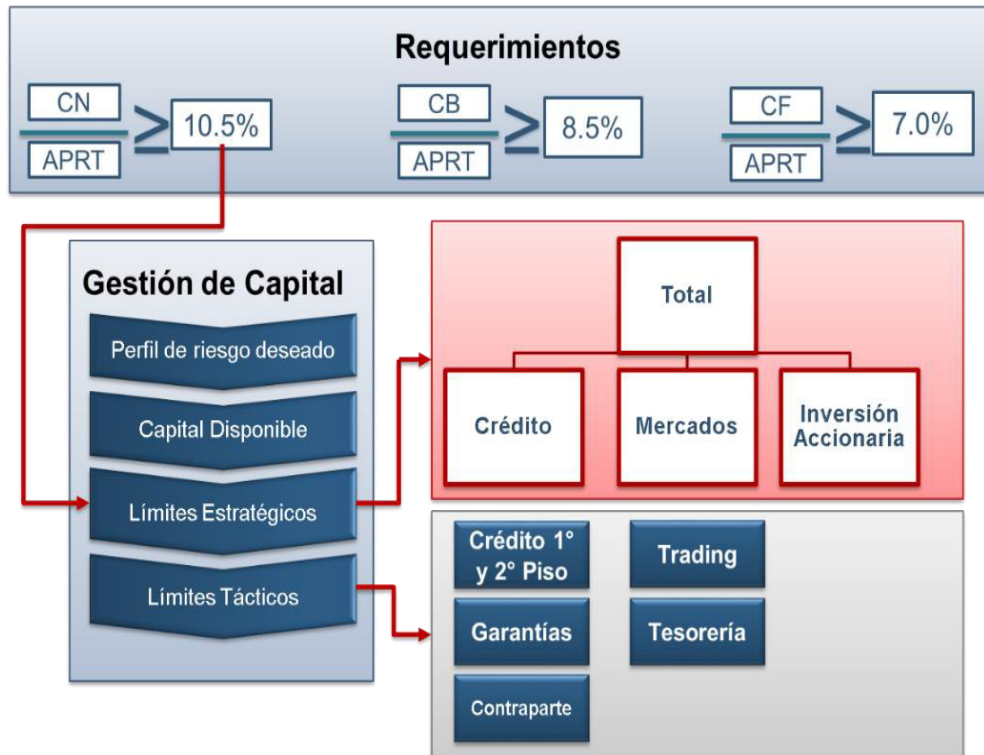 Requerimientos
CN
APRT
≥
10.5%
CB
APRT
≥
8.5%
CF
APRT
≥
7.0%
Gestión de Capital
Perfil de riesgo deseado
Capital Disponible
Límites Estratégicos
Límites Tácticos
Total
Crédito
Mercados
Inversión
Accionaria
Crédito 1°
y 2° Piso
Trading
Garantías
Tesorería
Contraparte